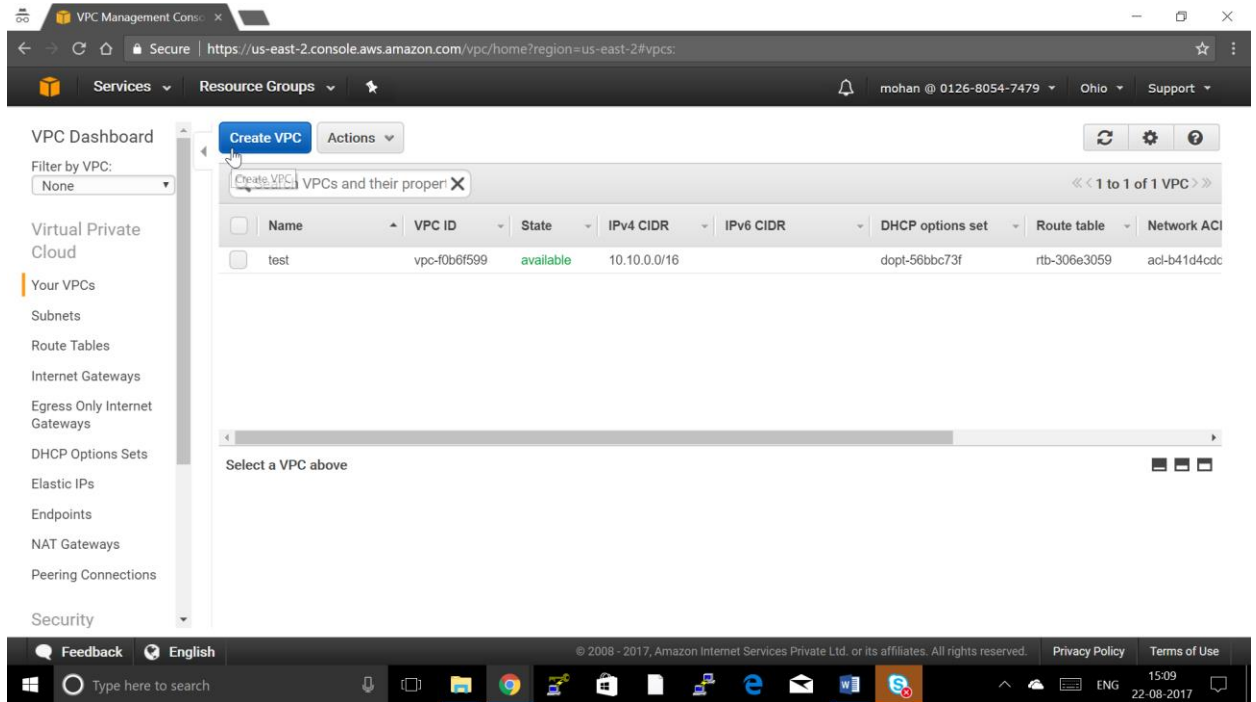 VPC Management Conso
Secure | https://us-east-2.console.aws.amazon.com/vpc/home?region=us-east-2#vpcs:
Services Resource Groups mohan @ 0126-8054-7479 Ohio Support
VPC Dashboard
Filter by VPC:
None
Virtual Private
Cloud
Your VPCs
Subnets
Route Tables
Internet Gateways
Egress Only Internet
Gateways
DHCP Options Sets
Elastic IPs
Endpoints
NAT Gateways
Peering Connections
Security
Create VPC Actions
Create VPC
Search VPCs and their propert 1 to 1 of 1 VPC
Name VPC ID State IPv4 CIDR IPv6 CIDR DHCP options set Route table Network ACl
test vpc-f0b6f599 available 10.10.0.0/16 dopt-56bbc73f rtb-306e3059 acl-b41d4cdc
Select a VPC above
Feedback English © 2008 - 2017, Amazon Internet Services Private Ltd. or its affiliates. All rights reserved. Privacy Policy Terms of Use
Type here to search ENG 15:09
22-08-2017